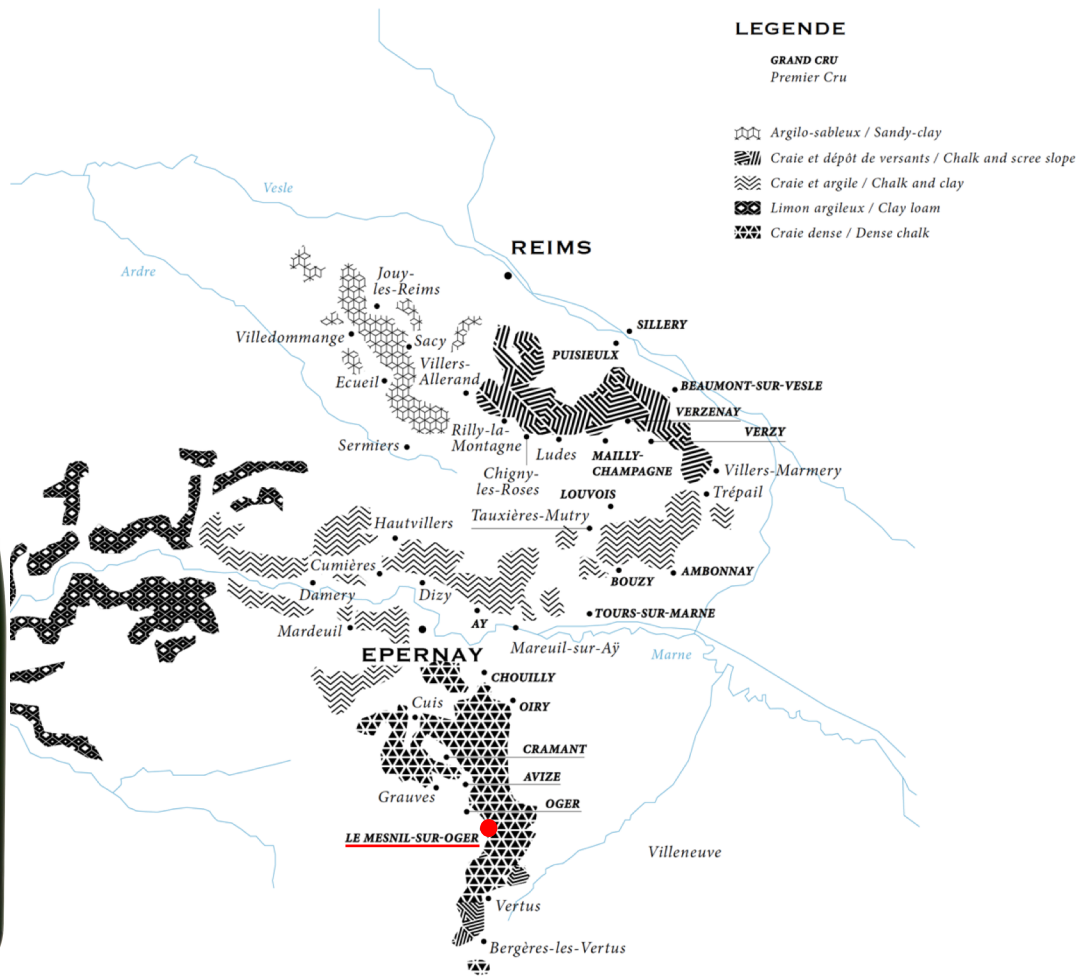 LEGENDE
GRAND CRU
Premier Cru
Argilo-sableux / Sandy-clay
Craie et dépôt de versants / Chalk and scree slope
Craie et argile / Chalk and clay
Limon argileux / Clay loam
Craie dense / Dense chalk
Vesle
Ardre
REIMS
Jouy-
les-Reims
SILLERY
Villedommange
Sacy
PUISIEULX
Villers-
Allerand
Ecueil
BEAUMONT-SUR-VESLE
VERZENAY
VERZY
Rilly-la-
Montagne
Sermiers
Ludes
MAILLY-
CHAMPAGNE
Chigny-
les-Roses
Villers-Marmery
Trépail
LOUVOIS
Tauxières-Mutry
Hautvillers
Cumières
Damery
Dizy
BOUZY
AMBONNAY
AY
TOURS-SUR-MARNE
Mardeuil
Mareuil-sur-Aÿ
Marne
EPERNAY
CHOUILLY
Cuis
OIRY
CRAMANT
AVIZE
Grauves
OGER
LE MESNIL-SUR-OGER
Villeneuve
Vertus
Bergères-les-Vertus